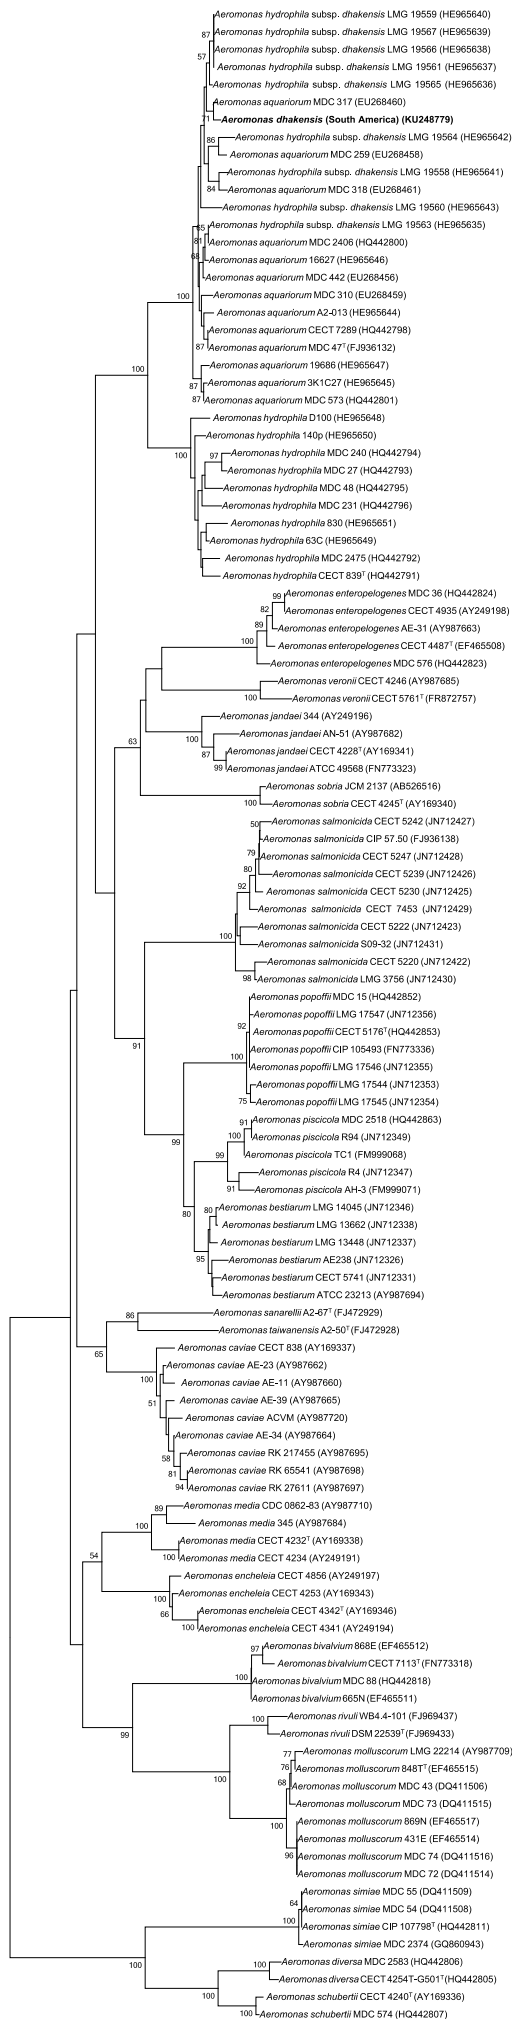 Aeromonas hydrophila subsp. dhakensis LMG 19559 (HE965640)
87
Aeromonas hydrophila subsp. dhakensis LMG 19567 (HE965639)
57
Aeromonas hydrophila subsp. dhakensis LMG 19566 (HE965638)
Aeromonas hydrophila subsp. dhakensis LMG 19561 (HE965637)
Aeromonas hydrophila subsp. dhakensis LMG 19565 (HE965636)
Aeromonas aquariorum MDC 317 (EU268460)
71
Aeromonas dhakensis (South America) (KU248779)
Aeromonas hydrophila subsp. dhakensis LMG 19564 (HE965642)
86
Aeromonas aquariorum MDC 259 (EU268458)
Aeromonas hydrophila subsp. dhakensis LMG 19558 (HE965641)
84
Aeromonas aquariorum MDC 318 (EU268461)
Aeromonas hydrophila subsp. dhakensis LMG 19560 (HE965643)
Aeromonas hydrophila subsp. dhakensis LMG 19563 (HE965635)
65
81
Aeromonas aquariorum MDC 2406 (HQ442800)
68
Aeromonas aquariorum 16627 (HE965646)
Aeromonas aquariorum MDC 442 (EU268456)
100
Aeromonas aquariorum MDC 310 (EU268459)
Aeromonas aquariorum A2-013 (HE965644)
Aeromonas aquariorum CECT 7289 (HQ442798)
87
Aeromonas aquariorum MDC 47ᵀ (FJ936132)
100
Aeromonas aquariorum 19686 (HE965647)
87
Aeromonas aquariorum 3K1C27 (HE965645)
87
Aeromonas aquariorum MDC 573 (HQ442801)
Aeromonas hydrophila D100 (HE965648)
Aeromonas hydrophila 140p (HE965650)
100
97
Aeromonas hydrophila MDC 240 (HQ442794)
Aeromonas hydrophila MDC 27 (HQ442793)
Aeromonas hydrophila MDC 48 (HQ442795)
Aeromonas hydrophila MDC 231 (HQ442796)
Aeromonas hydrophila 830 (HE965651)
Aeromonas hydrophila 63C (HE965649)
Aeromonas hydrophila MDC 2475 (HQ442792)
Aeromonas hydrophila CECT 839ᵀ (HQ442791)
99
Aeromonas enteropelogenes MDC 36 (HQ442824)
82
Aeromonas enteropelogenes CECT 4935 (AY249198)
89
Aeromonas enteropelogenes AE-31 (AY987663)
100
Aeromonas enteropelogenes CECT 4487ᵀ (EF465508)
Aeromonas enteropelogenes MDC 576 (HQ442823)
Aeromonas veronii CECT 4246 (AY987685)
100
Aeromonas veronii CECT 5761ᵀ (FR872757)
Aeromonas jandaei 344 (AY249196)
63
100
Aeromonas jandaei AN-51 (AY987682)
87
Aeromonas jandaei CECT 4228ᵀ (AY169341)
99
Aeromonas jandaei ATCC 49568 (FN773323)
Aeromonas sobria JCM 2137 (AB526516)
100
Aeromonas sobria CECT 4245ᵀ (AY169340)
50
Aeromonas salmonicida CECT 5242 (JN712427)
Aeromonas salmonicida CIP 57.50 (FJ936138)
79
Aeromonas salmonicida CECT 5247 (JN712428)
80
Aeromonas salmonicida CECT 5239 (JN712426)
92
Aeromonas salmonicida CECT 5230 (JN712425)
Aeromonas salmonicida CECT 7453 (JN712429)
Aeromonas salmonicida CECT 5222 (JN712423)
100
Aeromonas salmonicida S09-32 (JN712431)
Aeromonas salmonicida CECT 5220 (JN712422)
98
Aeromonas salmonicida LMG 3756 (JN712430)
Aeromonas popoffii MDC 15 (HQ442852)
Aeromonas popoffii LMG 17547 (JN712356)
92
Aeromonas popoffii CECT 5176ᵀ (HQ442853)
91
Aeromonas popoffii CIP 105493 (FN773336)
100
Aeromonas popoffii LMG 17546 (JN712355)
Aeromonas popoffii LMG 17544 (JN712353)
75
Aeromonas popoffii LMG 17545 (JN712354)
91
Aeromonas piscicola MDC 2518 (HQ442863)
99
100
Aeromonas piscicola R94 (JN712349)
99
Aeromonas piscicola TC1 (FM999068)
Aeromonas piscicola R4 (JN712347)
91
Aeromonas piscicola AH-3 (FM999071)
80
80
Aeromonas bestiarum LMG 14045 (JN712346)
Aeromonas bestiarum LMG 13662 (JN712338)
Aeromonas bestiarum LMG 13448 (JN712337)
95
Aeromonas bestiarum AE238 (JN712326)
Aeromonas bestiarum CECT 5741 (JN712331)
Aeromonas bestiarum ATCC 23213 (AY987694)
86
Aeromonas sanarellii A2-67ᵀ (FJ472929)
Aeromonas taiwanensis A2-50ᵀ (FJ472928)
65
Aeromonas caviae CECT 838 (AY169337)
Aeromonas caviae AE-23 (AY987662)
100
Aeromonas caviae AE-11 (AY987660)
51
Aeromonas caviae AE-39 (AY987665)
Aeromonas caviae ACVM (AY987720)
Aeromonas caviae AE-34 (AY987664)
58
Aeromonas caviae RK 217455 (AY987695)
81
Aeromonas caviae RK 65541 (AY987698)
94
Aeromonas caviae RK 27611 (AY987697)
89
Aeromonas media CDC 0862-83 (AY987710)
100
Aeromonas media 345 (AY987684)
Aeromonas media CECT 4232ᵀ (AY169338)
54
100
Aeromonas media CECT 4234 (AY249191)
Aeromonas encheleia CECT 4856 (AY249197)
100
Aeromonas encheleia CECT 4253 (AY169343)
66
Aeromonas encheleia CECT 4342ᵀ (AY169346)
100
Aeromonas encheleia CECT 4341 (AY249194)
97
Aeromonas bivalvium 868E (EF465512)
Aeromonas bivalvium CECT 7113ᵀ (FN773318)
100
Aeromonas bivalvium MDC 88 (HQ442818)
Aeromonas bivalvium 665N (EF465511)
99
100
Aeromonas rivuli WB4.4-101 (FJ969437)
Aeromonas rivuli DSM 22539ᵀ (FJ969433)
77
Aeromonas molluscorum LMG 22214 (AY987709)
100
76
Aeromonas molluscorum 848Tᵀ (EF465515)
68
Aeromonas molluscorum MDC 43 (DQ411506)
Aeromonas molluscorum MDC 73 (DQ411515)
100
Aeromonas molluscorum 869N (EF465517)
Aeromonas molluscorum 431E (EF465514)
96
Aeromonas molluscorum MDC 74 (DQ411516)
Aeromonas molluscorum MDC 72 (DQ411514)
Aeromonas simiae MDC 55 (DQ411509)
64
Aeromonas simiae MDC 54 (DQ411508)
100
Aeromonas simiae CIP 107798ᵀ (HQ442811)
Aeromonas simiae MDC 2374 (GQ860943)
100
100
Aeromonas diversa MDC 2583 (HQ442806)
Aeromonas diversa CECT 4254T-G501ᵀ (HQ442805)
100
Aeromonas schubertii CECT 4240ᵀ (AY169336)
100
Aeromonas schubertii MDC 574 (HQ442807)